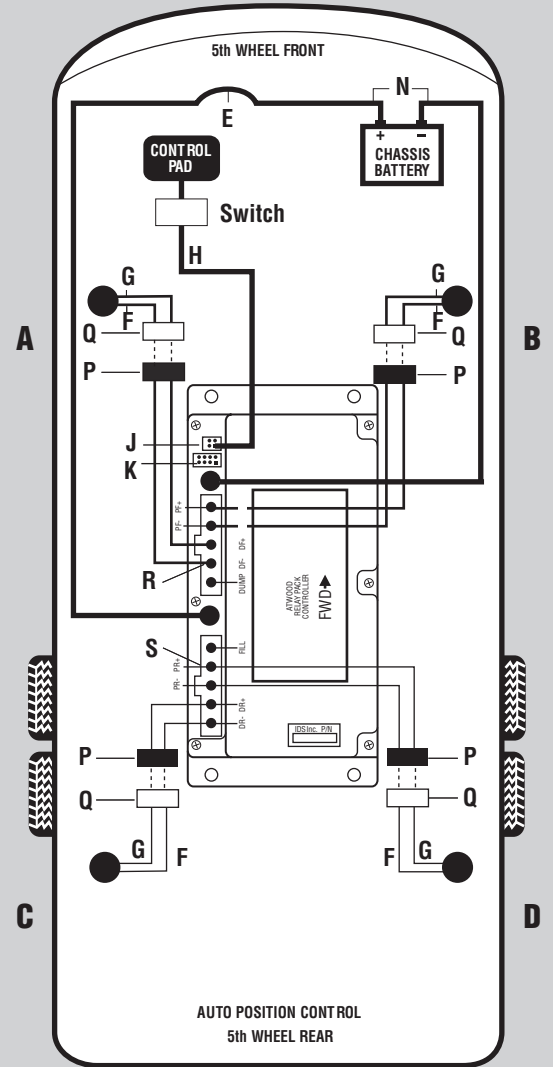 5th WHEEL FRONT
N
E
+ −
CHASSIS
BATTERY
CONTROL
PAD
Switch
H
G
F
Q
A
P
G
F
Q
B
P
J
K
PF+
PF-
DF+
DF-
DUMP
R
ATWOOD
RELAY PACK
CONTROLLER
FWD
S
FILL
PR+
PR-
DR+
DR-
IDS Inc. P/N
P
Q
G
F
C
P
Q
F
G
D
AUTO POSITION CONTROL
5th WHEEL REAR